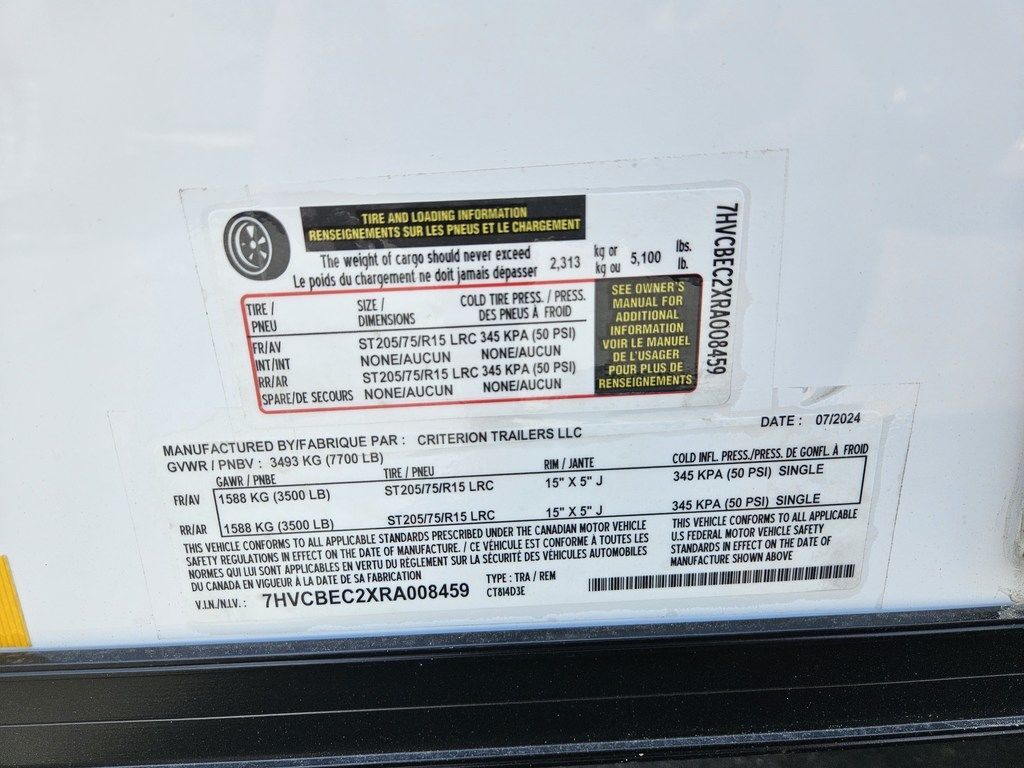 TIRE AND LOADING INFORMATION
RENSEIGNEMENTS SUR LES PNEUS ET LE CHARGEMENT
The weight of cargo should never exceed 2,313 kg or 5,100 lbs.
Le poids du chargement ne doit jamais dépasser kg ou lb.
TIRE / SIZE / COLD TIRE PRESS. / PRESS.
PNEU DIMENSIONS DES PNEUS À FROID
FR/AV ST205/75/R15 LRC 345 KPA (50 PSI)
INT/INT NONE/AUCUN NONE/AUCUN
RR/AR ST205/75/R15 LRC 345 KPA (50 PSI)
SPARE/DE SECOURS NONE/AUCUN NONE/AUCUN
SEE OWNER'S
MANUAL FOR
ADDITIONAL
INFORMATION
VOIR LE MANUEL
DE L'USAGER
POUR PLUS DE
RENSEIGNEMENTS
7HVCBEC2XRA008459
MANUFACTURED BY/FABRIQUE PAR : CRITERION TRAILERS LLC DATE : 07/2024
GVWR / PNBV : 3493 KG (7700 LB)
GAWR / PNBE TIRE / PNEU RIM / JANTE COLD INFL. PRESS./PRESS. DE GONFL. À FROID
FR/AV 1588 KG (3500 LB) ST205/75/R15 LRC 15" X 5" J 345 KPA (50 PSI) SINGLE
RR/AR 1588 KG (3500 LB) ST205/75/R15 LRC 15" X 5" J 345 KPA (50 PSI) SINGLE
THIS VEHICLE CONFORMS TO ALL APPLICABLE STANDARDS PRESCRIBED UNDER THE CANADIAN MOTOR VEHICLE
SAFETY REGULATIONS IN EFFECT ON THE DATE OF MANUFACTURE. / CE VÉHICULE EST CONFORME À TOUTES LES
NORMES QUI LUI SONT APPLICABLES EN VERTU DU RÈGLEMENT SUR LA SÉCURITÉ DES VÉHICULES AUTOMOBILES
DU CANADA EN VIGUEUR À LA DATE DE SA FABRICATION
THIS VEHICLE CONFORMS TO ALL APPLICABLE
U.S FEDERAL MOTOR VEHICLE SAFETY
STANDARDS IN EFFECT ON THE DATE OF
MANUFACTURE SHOWN ABOVE
V.I.N./N.I.V.: 7HVCBEC2XRA008459
TYPE : TRA / REM
CT814D3E